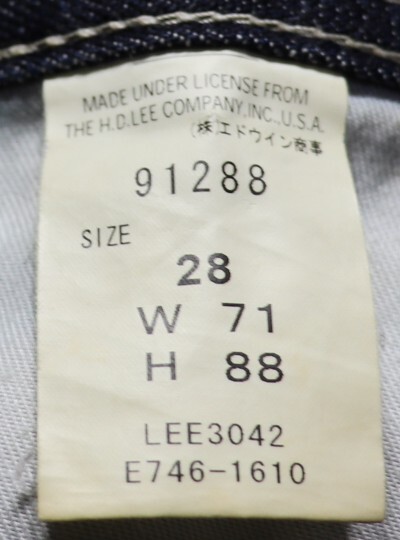 MADE UNDER LICENSE FROM
THE H.D.LEE COMPANY,INC.,U.S.A.
(株)エドウイン商事
91288
SIZE
28
W 71
H 88
LEE3042
E746-1610